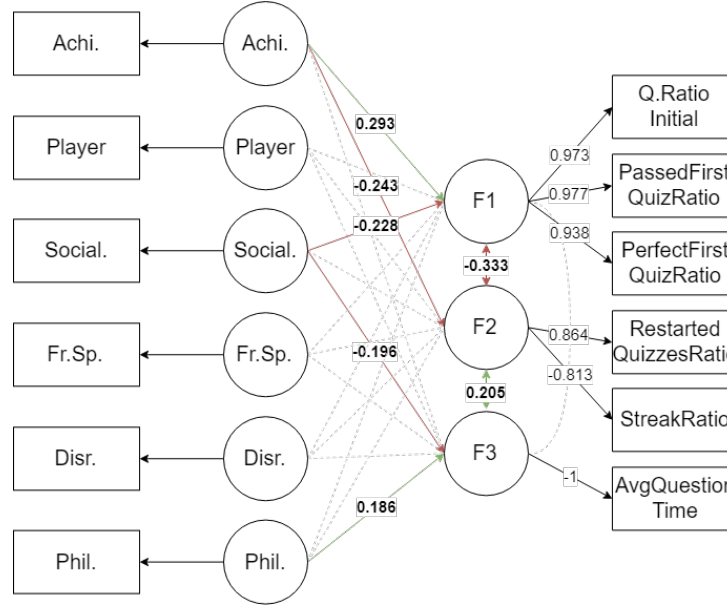 Achi.
Achi.
Player
Player
Social.
Social.
Fr.Sp.
Fr.Sp.
Disr.
Disr.
Phil.
Phil.
0.293
-0.243
-0.228
-0.196
0.186
F1
-0.333
F2
0.205
F3
0.973
0.977
0.938
0.864
-0.813
-1
Q.Ratio
Initial
PassedFirst
QuizRatio
PerfectFirst
QuizRatio
Restarted
QuizzesRatio
StreakRatio
AvgQuestion
Time